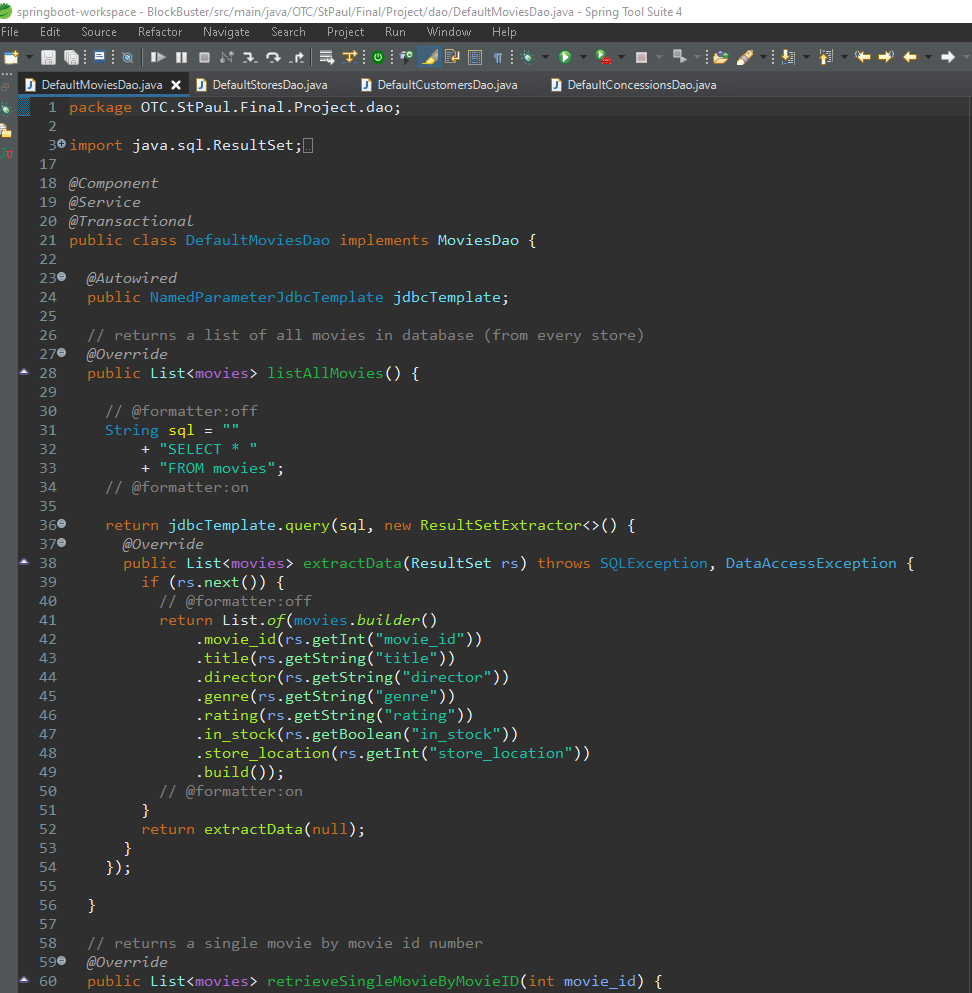 springboot-workspace - BlockBuster/src/main/java/OTC/StPaul/Final/Project/dao/DefaultMoviesDao.java - Spring Tool Suite 4
File Edit Source Refactor Navigate Search Project Run Window Help
DefaultMoviesDao.java DefaultStoresDao.java DefaultCustomersDao.java DefaultConcessionsDao.java
1 package OTC.StPaul.Final.Project.dao;
2
3 import java.sql.ResultSet;
17
18 @Component
19 @Service
20 @Transactional
21 public class DefaultMoviesDao implements MoviesDao {
22
23 @Autowired
24 public NamedParameterJdbcTemplate jdbcTemplate;
25
26 // returns a list of all movies in database (from every store)
27 @Override
28 public List<movies> listAllMovies() {
29
30 // @formatter:off
31 String sql = ""
32 + "SELECT * "
33 + "FROM movies";
34 // @formatter:on
35
36 return jdbcTemplate.query(sql, new ResultSetExtractor<>() {
37 @Override
38 public List<movies> extractData(ResultSet rs) throws SQLException, DataAccessException {
39 if (rs.next()) {
40 // @formatter:off
41 return List.of(movies.builder()
42 .movie_id(rs.getInt("movie_id"))
43 .title(rs.getString("title"))
44 .director(rs.getString("director"))
45 .genre(rs.getString("genre"))
46 .rating(rs.getString("rating"))
47 .in_stock(rs.getBoolean("in_stock"))
48 .store_location(rs.getInt("store_location"))
49 .build());
50 // @formatter:on
51 }
52 return extractData(null);
53 }
54 });
55
56 }
57
58 // returns a single movie by movie id number
59 @Override
60 public List<movies> retrieveSingleMovieByMovieID(int movie_id) {